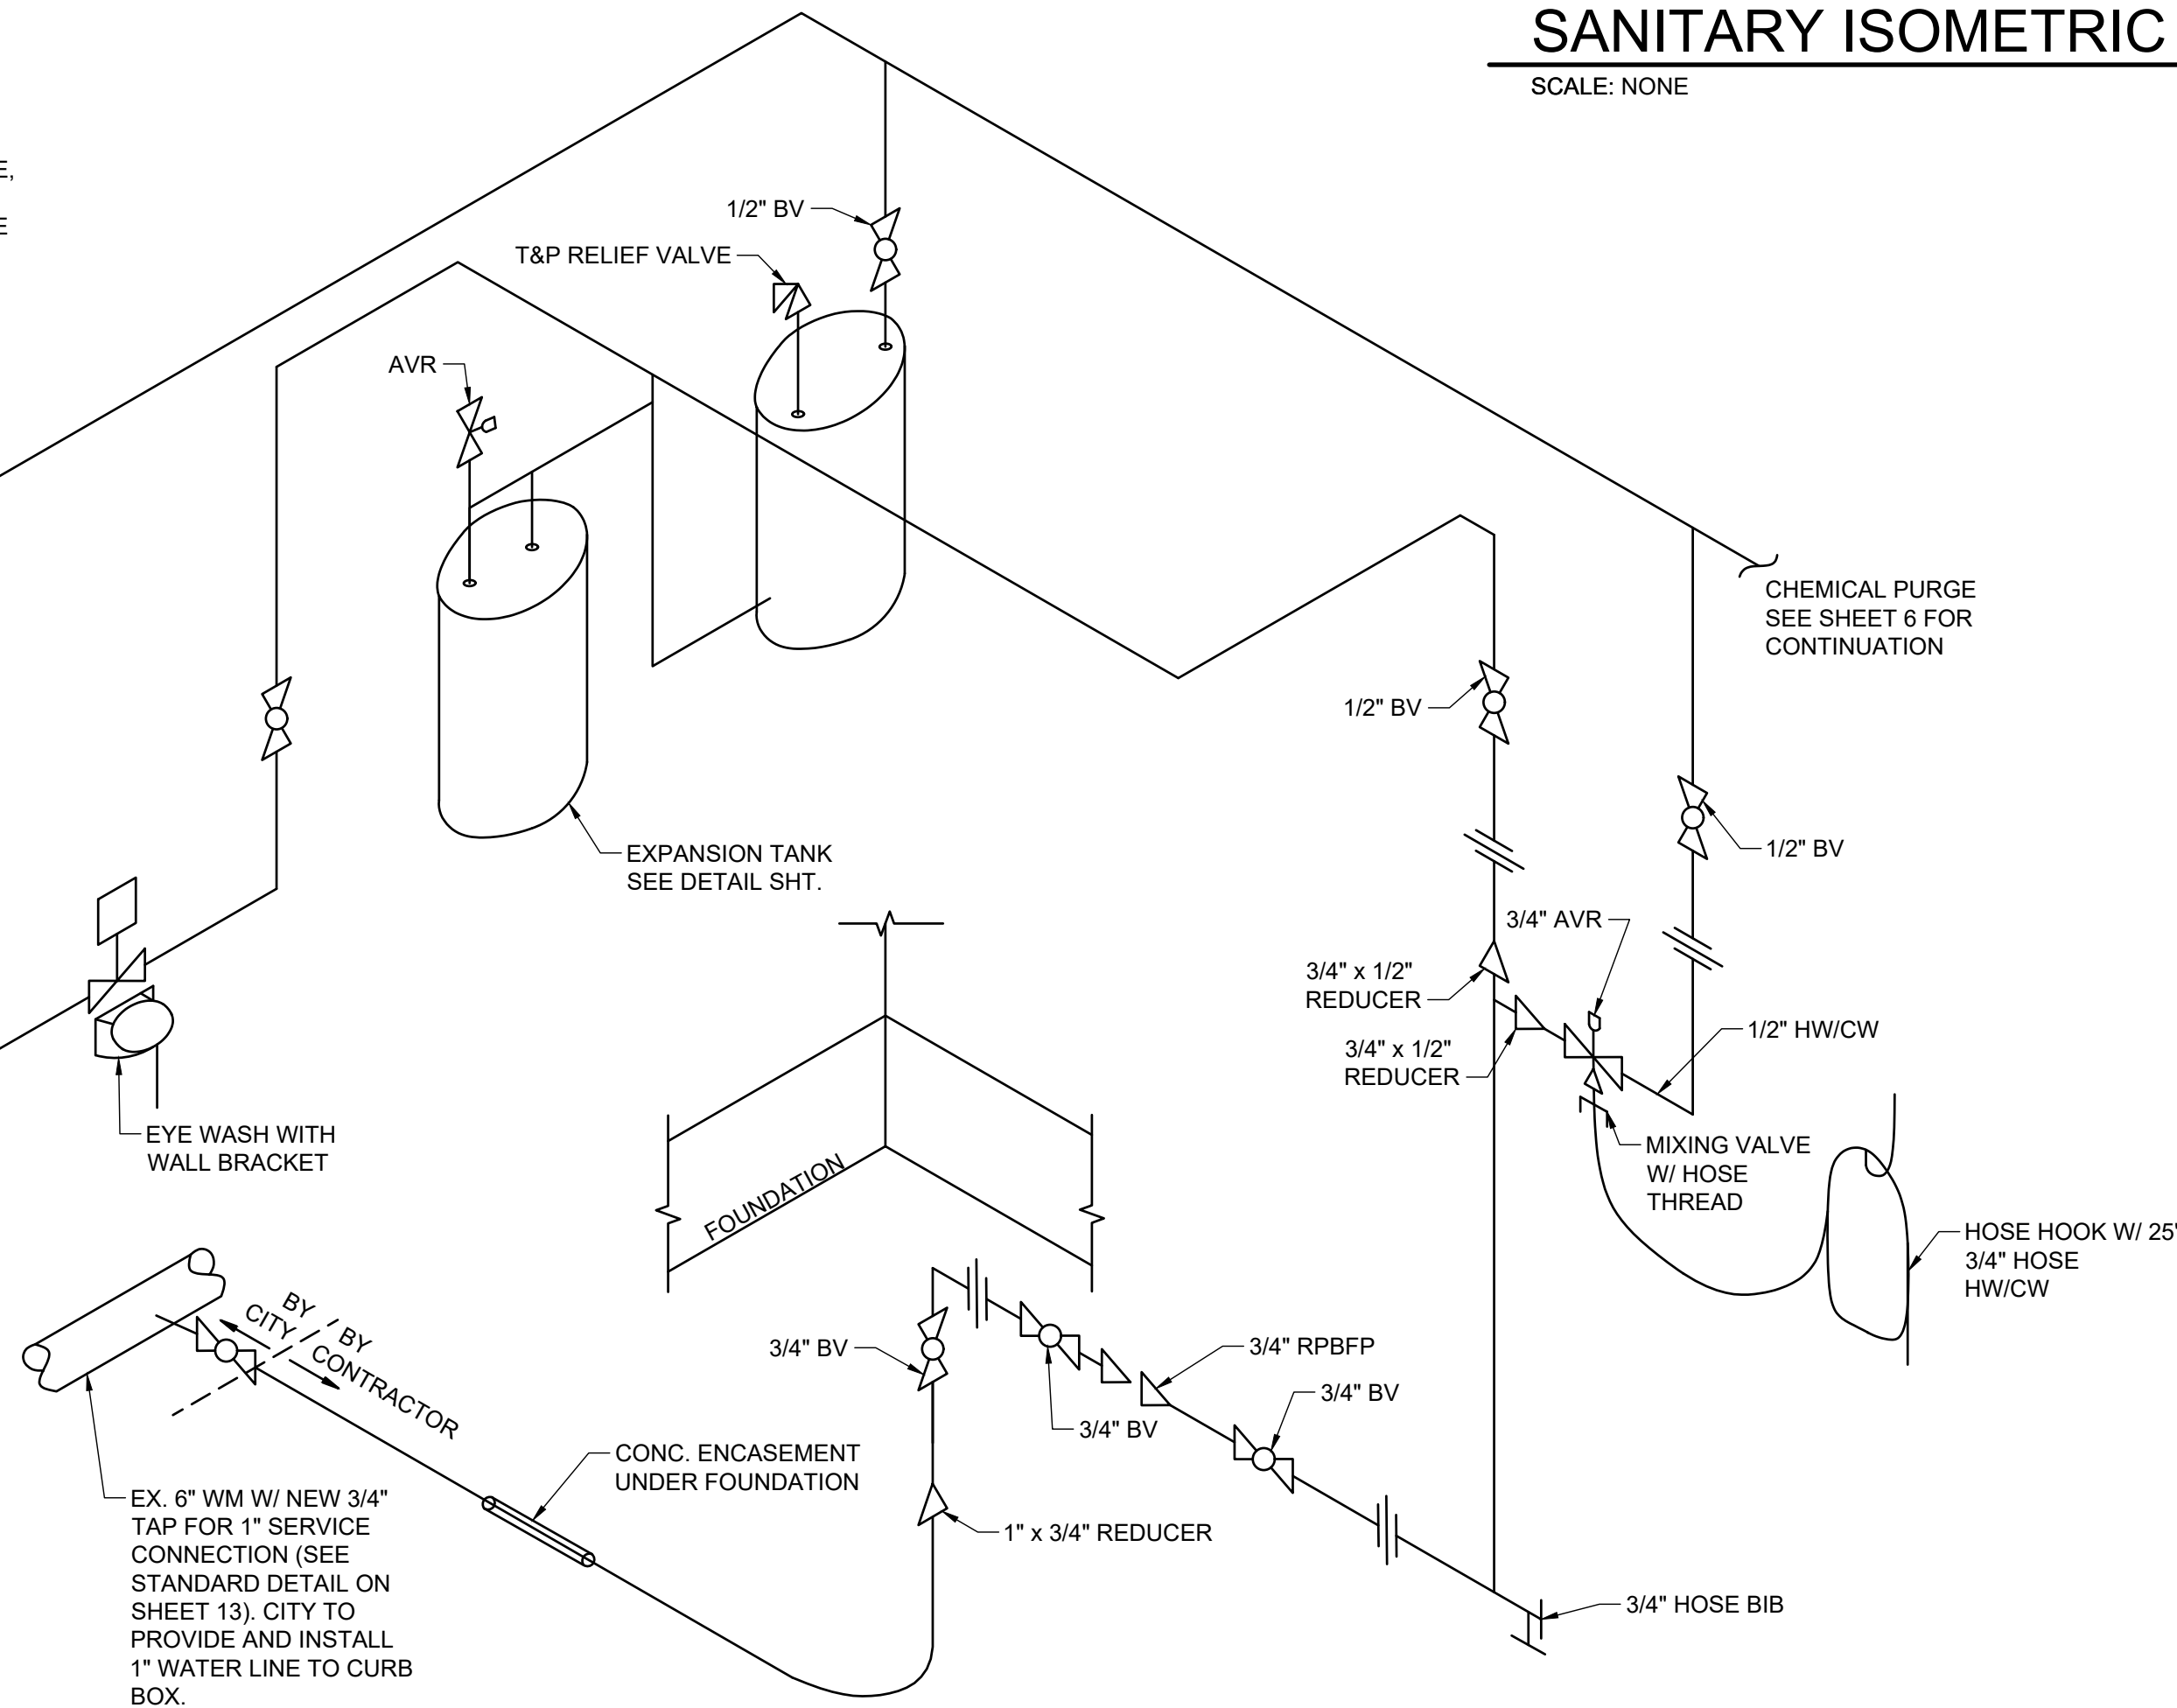 SANITARY ISOMETRIC
SCALE: NONE
E,
E
1/2" BV
T&P RELIEF VALVE
AVR
CHEMICAL PURGE
SEE SHEET 6 FOR
CONTINUATION
1/2" BV
1/2" BV
EXPANSION TANK
SEE DETAIL SHT.
3/4" AVR
3/4" x 1/2"
REDUCER
1/2" HW/CW
3/4" x 1/2"
REDUCER
EYE WASH WITH
WALL BRACKET
MIXING VALVE
W/ HOSE
THREAD
FOUNDATION
HOSE HOOK W/ 25'
3/4" HOSE
HW/CW
BY
CITY
BY
CONTRACTOR
3/4" BV
3/4" RPBFP
3/4" BV
3/4" BV
CONC. ENCASEMENT
UNDER FOUNDATION
EX. 6" WM W/ NEW 3/4"
TAP FOR 1" SERVICE
CONNECTION (SEE
STANDARD DETAIL ON
SHEET 13). CITY TO
PROVIDE AND INSTALL
1" WATER LINE TO CURB
BOX.
1" x 3/4" REDUCER
3/4" HOSE BIB